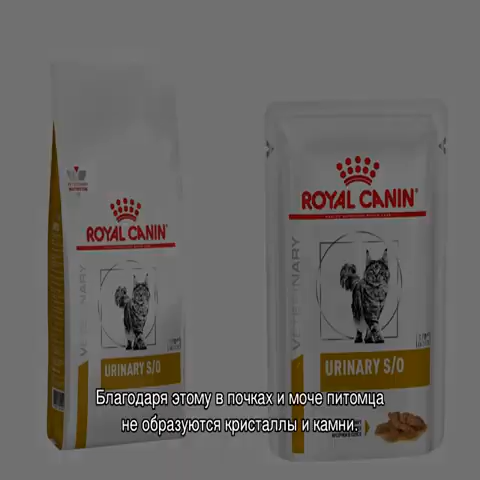 ROYAL CANIN
VETERINARY
URINARY S/O
ROYAL CANIN
VETERINARY
URINARY S/O
Благодаря этому в почках и моче питомца
не образуются кристаллы и камни.